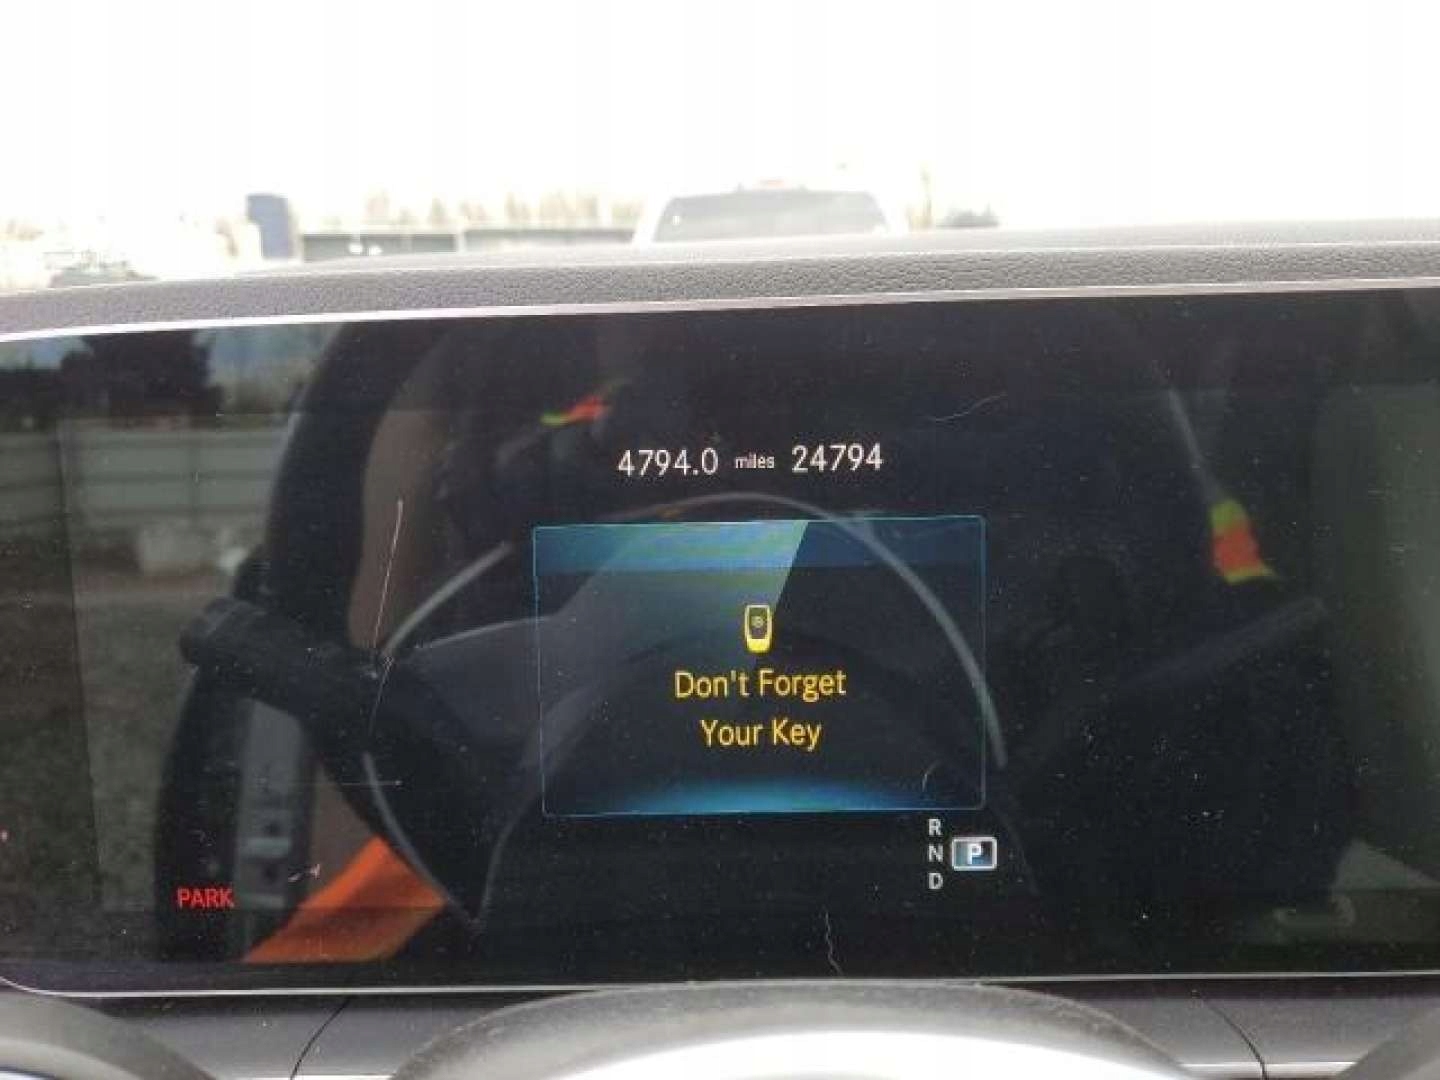 4794.0 miles 24794
Don't Forget
Your Key
R
N P
D
PARK